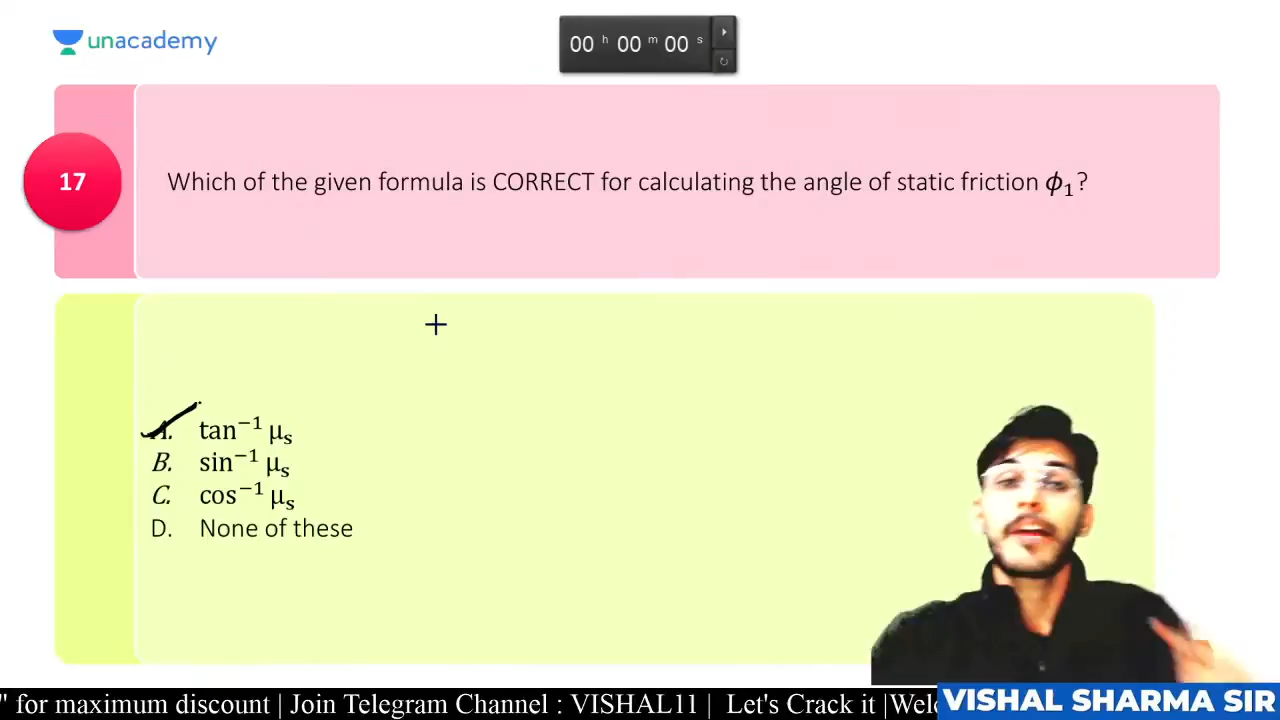 unacademy
00 h 00 m 00 s
17
Which of the given formula is CORRECT for calculating the angle of static friction ϕ₁?
A. tan⁻¹ μₛ
B. sin⁻¹ μₛ
C. cos⁻¹ μₛ
D. None of these
" for maximum discount | Join Telegram Channel : VISHAL11 | Let's Crack it |Wel
VISHAL SHARMA SIR